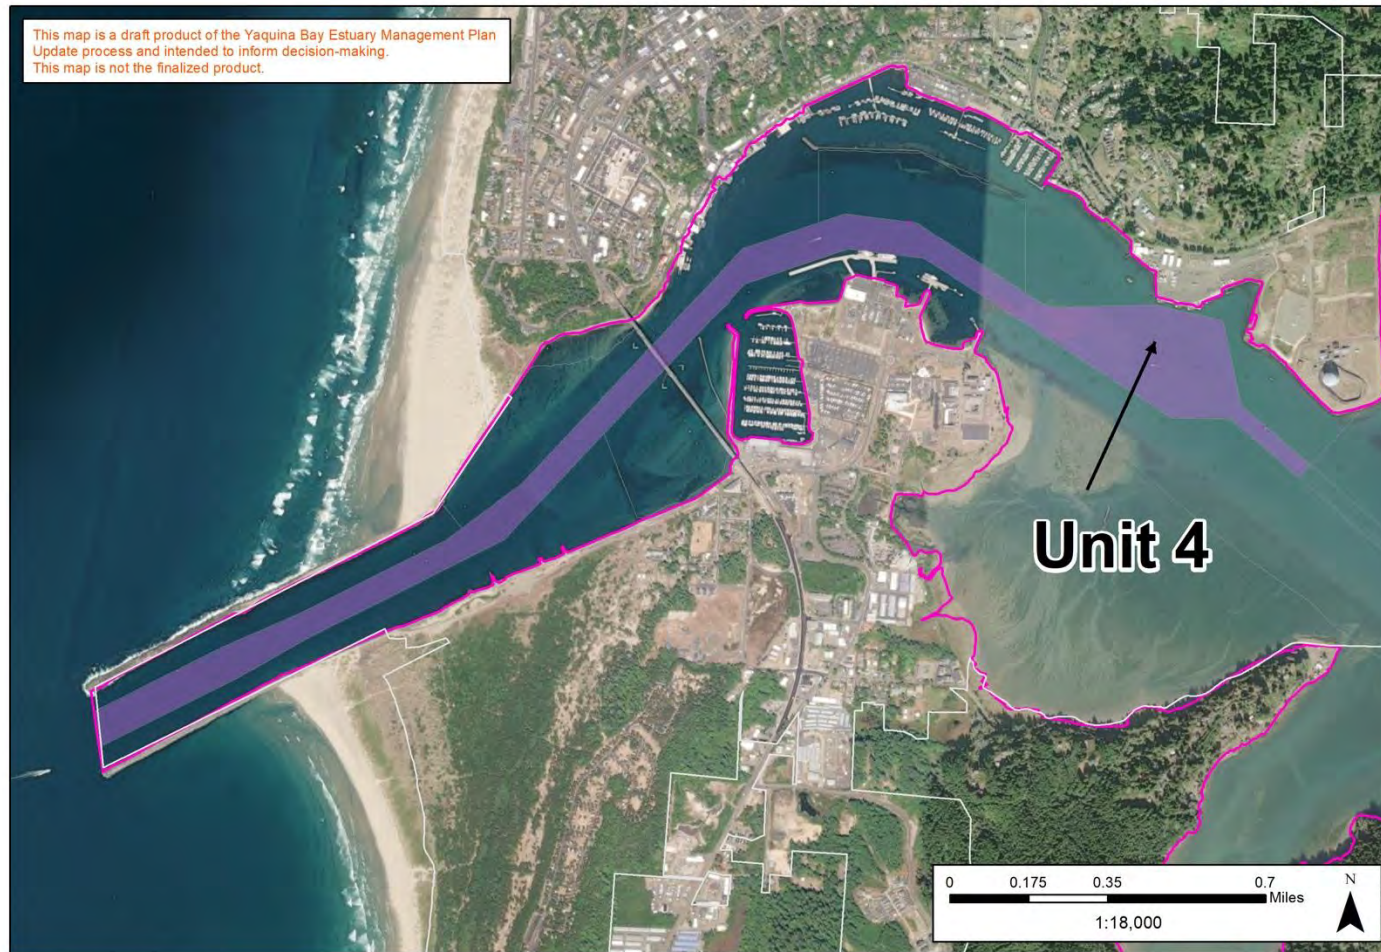 This map is a draft product of the Yaquina Bay Estuary Management Plan
Update process and intended to inform decision-making.
This map is not the finalized product.
Unit 4
0 0.175 0.35 0.7
Miles
1:18,000
N